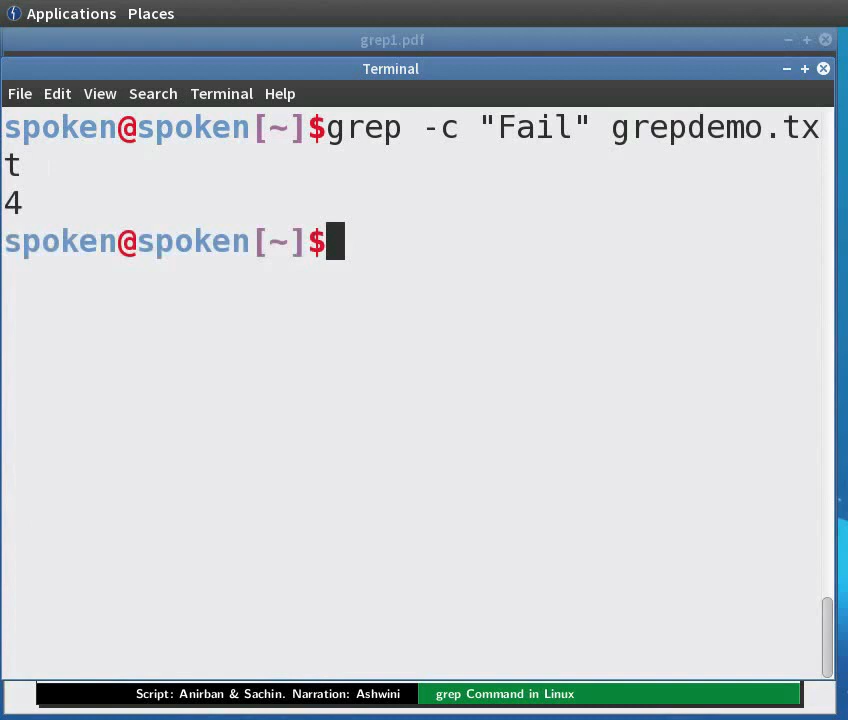 Applications Places
grep1.pdf
Terminal
File Edit View Search Terminal Help
spoken@spoken[~]$grep -c "Fail" grepdemo.tx
t
4
spoken@spoken[~]$
Script: Anirban & Sachin. Narration: Ashwini grep Command in Linux